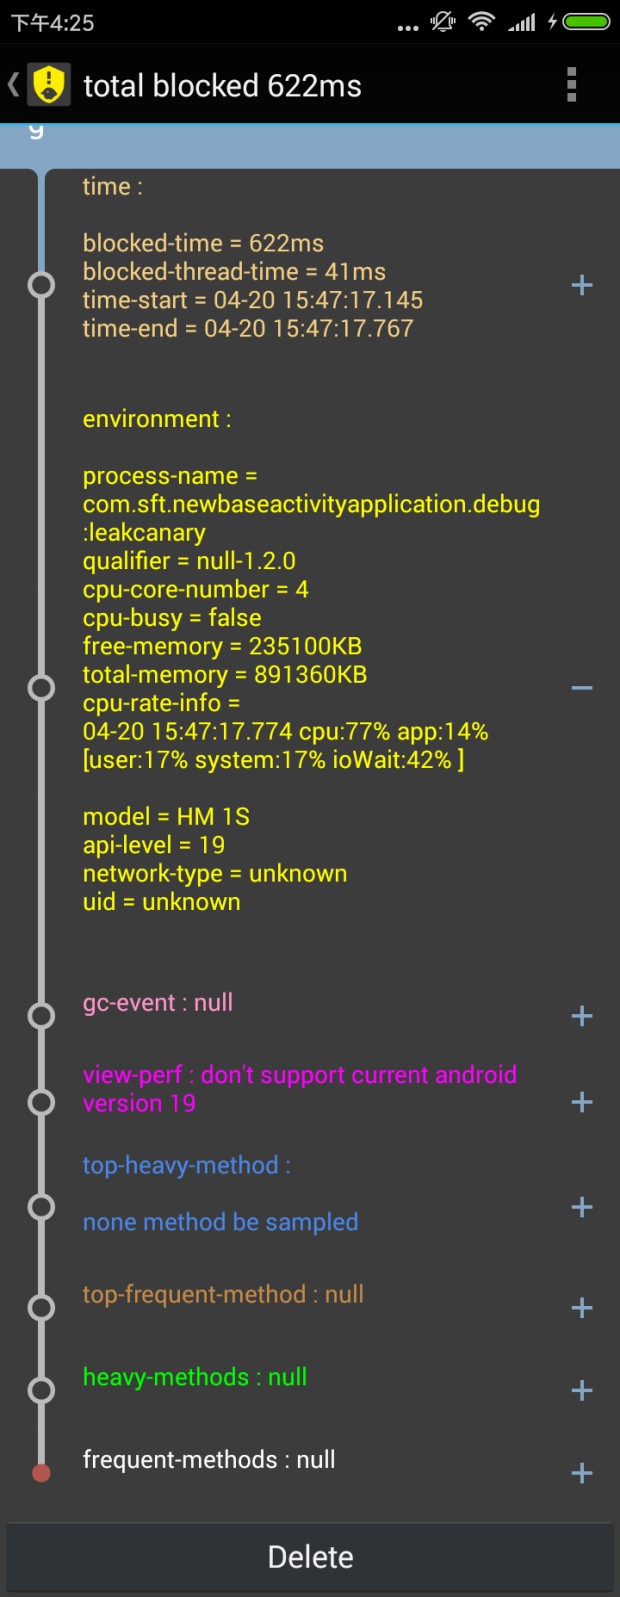 下午4:25
total blocked 622ms
g
time :
blocked-time = 622ms
blocked-thread-time = 41ms
time-start = 04-20 15:47:17.145
time-end = 04-20 15:47:17.767
environment :
process-name =
com.sft.newbaseactivityapplication.debug
:leakcanary
qualifier = null-1.2.0
cpu-core-number = 4
cpu-busy = false
free-memory = 235100KB
total-memory = 891360KB
cpu-rate-info =
04-20 15:47:17.774 cpu:77% app:14%
[user:17% system:17% ioWait:42% ]
model = HM 1S
api-level = 19
network-type = unknown
uid = unknown
gc-event : null
view-perf : don't support current android
version 19
top-heavy-method :
none method be sampled
top-frequent-method : null
heavy-methods : null
frequent-methods : null
Delete